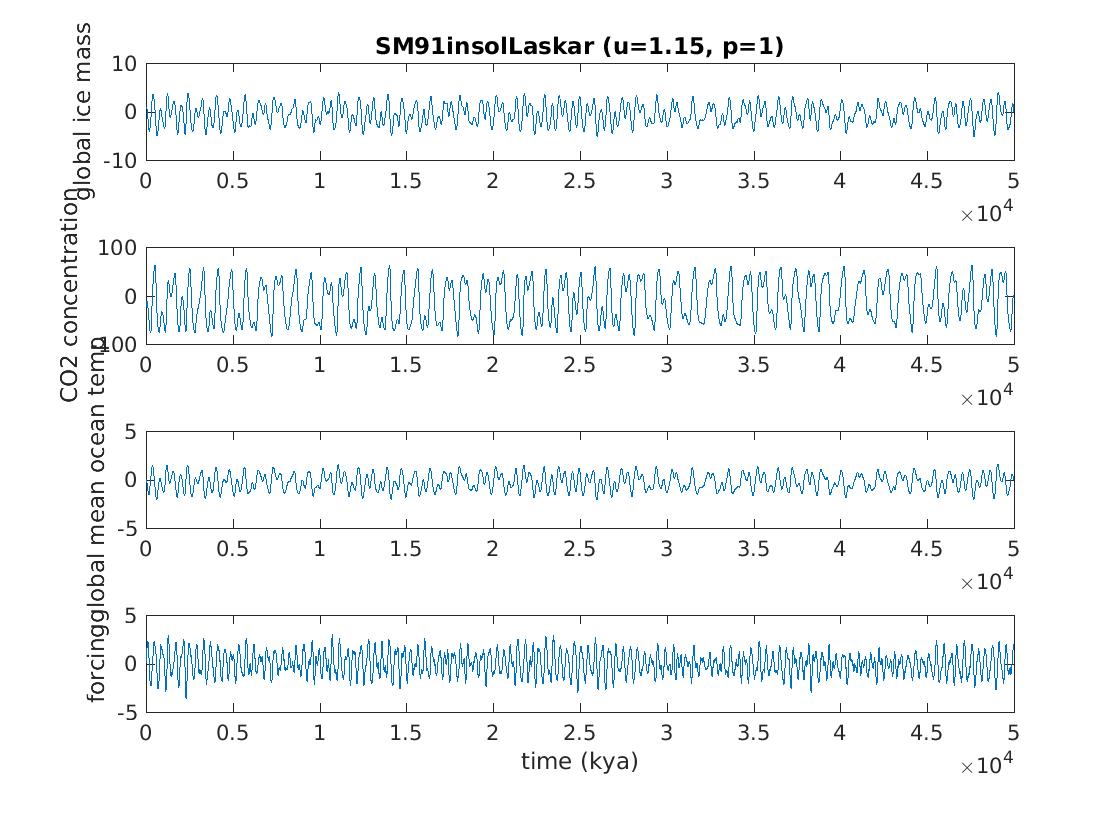 SM91insolLaskar (u=1.15, p=1)
global ice mass
10
0
-10
0 0.5 1 1.5 2 2.5 3 3.5 4 4.5 5
×10^4
CO2 concentration
100
0
-100
0 0.5 1 1.5 2 2.5 3 3.5 4 4.5 5
×10^4
global mean ocean temp
5
0
-5
0 0.5 1 1.5 2 2.5 3 3.5 4 4.5 5
×10^4
forcing
5
0
-5
0 0.5 1 1.5 2 2.5 3 3.5 4 4.5 5
time (kya)
×10^4